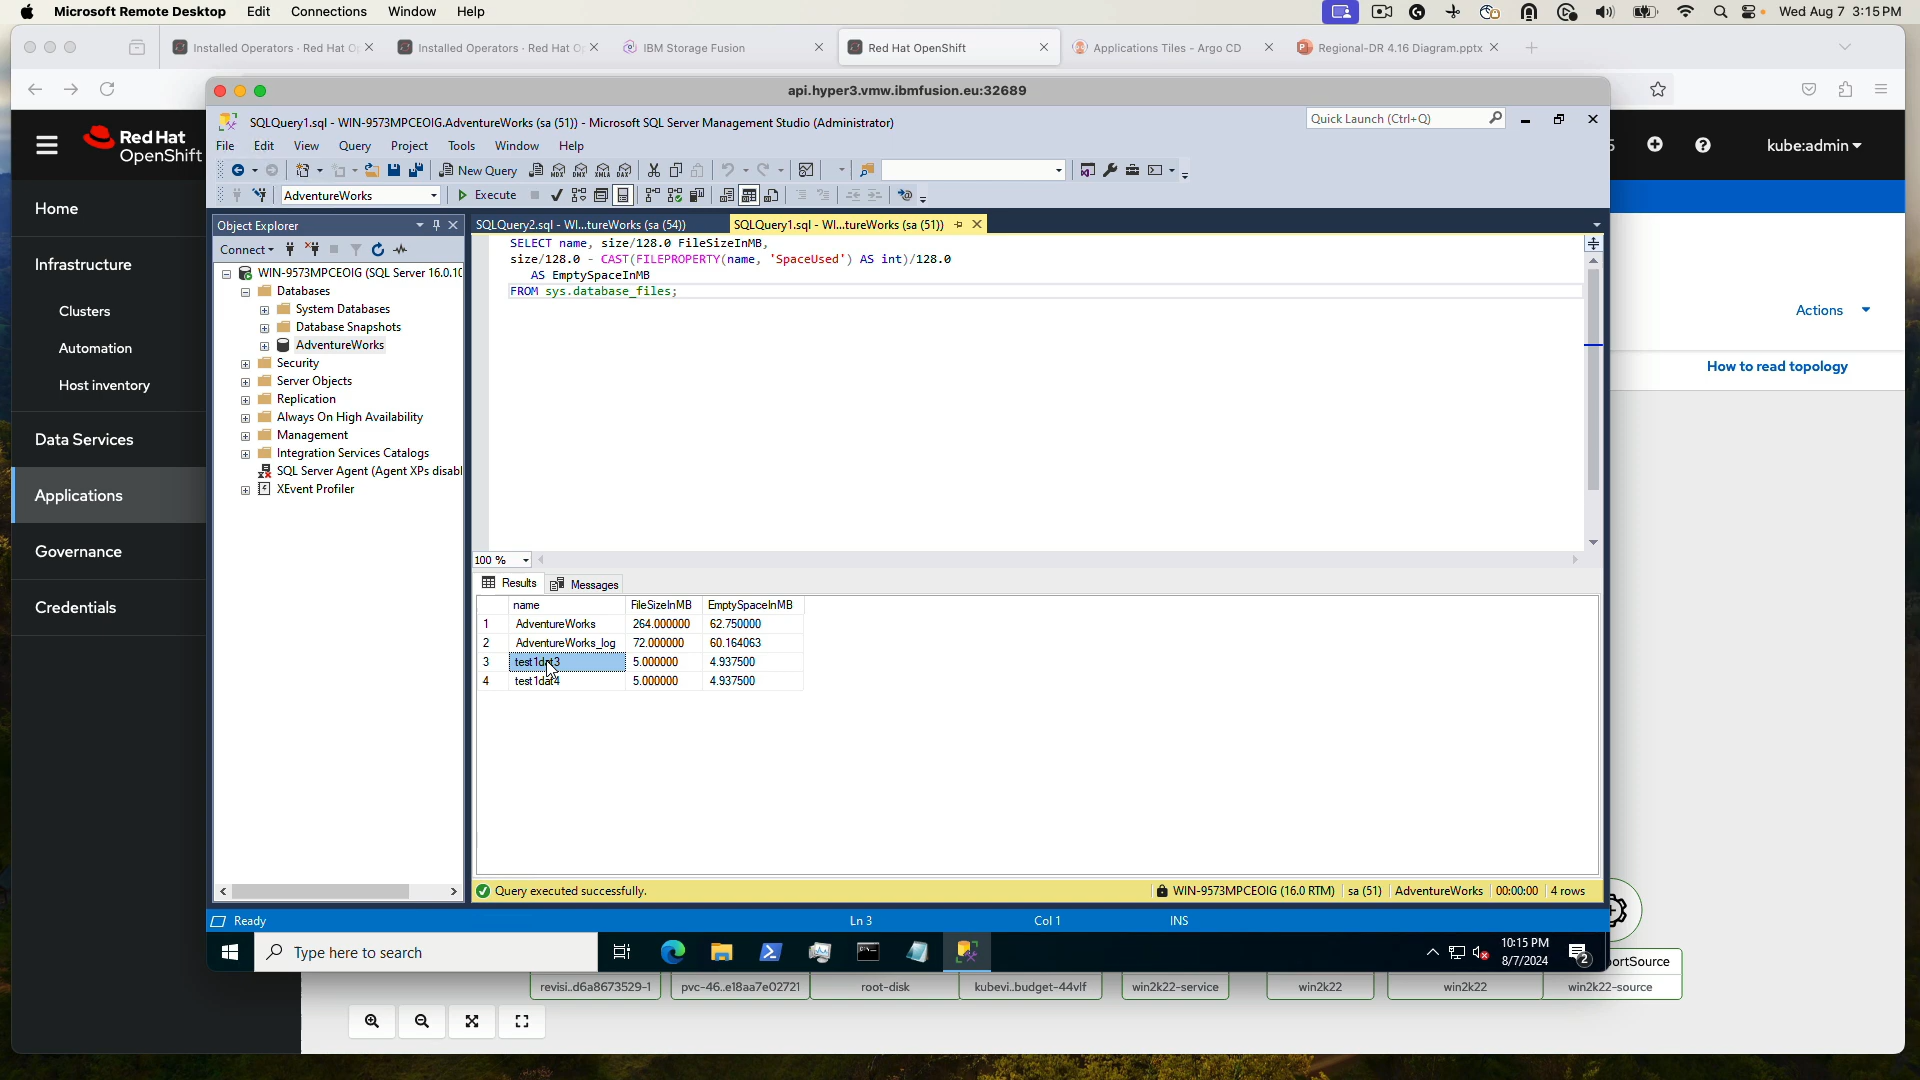 Microsoft Remote Desktop Edit Connections Window Help
Wed Aug 7 3:15 PM
Installed Operators · Red Hat O
Installed Operators · Red Hat O
IBM Storage Fusion
Red Hat OpenShift
Applications Tiles - Argo CD
Regional-DR 4.16 Diagram.pptx
api.hyper3.vmw.ibmfusion.eu:32689
Red Hat
OpenShift
kube:admin
SQLQuery1.sql - WIN-9573MPCEOIG.AdventureWorks (sa (51)) - Microsoft SQL Server Management Studio (Administrator)
Quick Launch (Ctrl+Q)
File Edit View Query Project Tools Window Help
New Query
AdventureWorks
Execute
Home
Infrastructure
Clusters
Automation
Host inventory
Data Services
Applications
Governance
Credentials
Object Explorer
Connect
WIN-9573MPCEOIG (SQL Server 16.0.10
Databases
System Databases
Database Snapshots
AdventureWorks
Security
Server Objects
Replication
Always On High Availability
Management
Integration Services Catalogs
SQL Server Agent (Agent XPs disabl
XEvent Profiler
SQLQuery2.sql - WI...tureWorks (sa (54))
SQLQuery1.sql - WI...tureWorks (sa (51))
SELECT name, size/128.0 FileSizeInMB,
size/128.0 - CAST(FILEPROPERTY(name, 'SpaceUsed') AS int)/128.0
AS EmptySpaceInMB
FROM sys.database_files;
Actions
How to read topology
100 %
Results Messages
name FileSizeInMB EmptySpaceInMB
1 AdventureWorks 264.000000 62.750000
2 AdventureWorks_log 72.000000 60.164063
3 test1dat3 5.000000 4.937500
4 test1dat4 5.000000 4.937500
Query executed successfully.
WIN-9573MPCEOIG (16.0 RTM) sa (51) AdventureWorks 00:00:00 4 rows
Ready Ln 3 Col 1 INS
Type here to search
10:15 PM
8/7/2024
2
ortSource
revisi..d6a8673529-1
pvc-46..e18aa7e02721
root-disk
kubevi..budget-44vlf
win2k22-service
win2k22
win2k22
win2k22-source